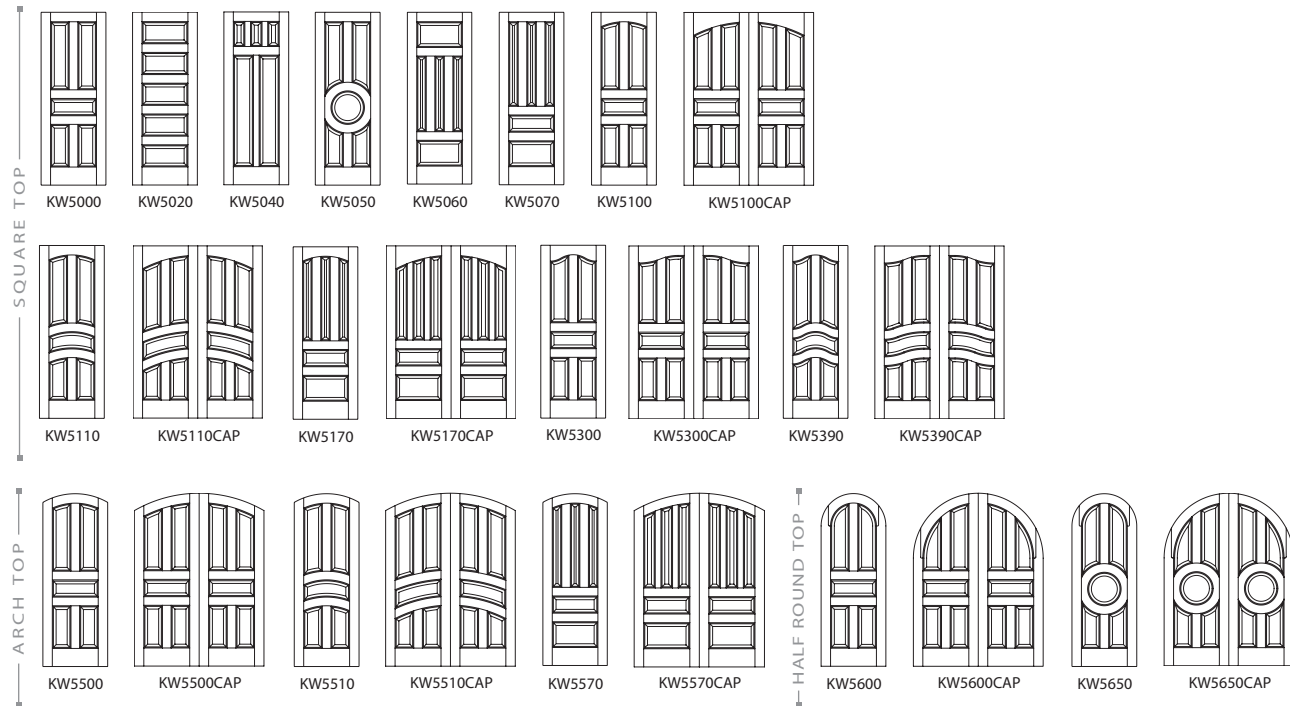 SQUARE TOP
KW5000 KW5020 KW5040 KW5050 KW5060 KW5070 KW5100 KW5100CAP
KW5110 KW5110CAP KW5170 KW5170CAP KW5300 KW5300CAP KW5390 KW5390CAP
ARCH TOP
KW5500 KW5500CAP KW5510 KW5510CAP KW5570 KW5570CAP
HALF ROUND TOP
KW5600 KW5600CAP KW5650 KW5650CAP